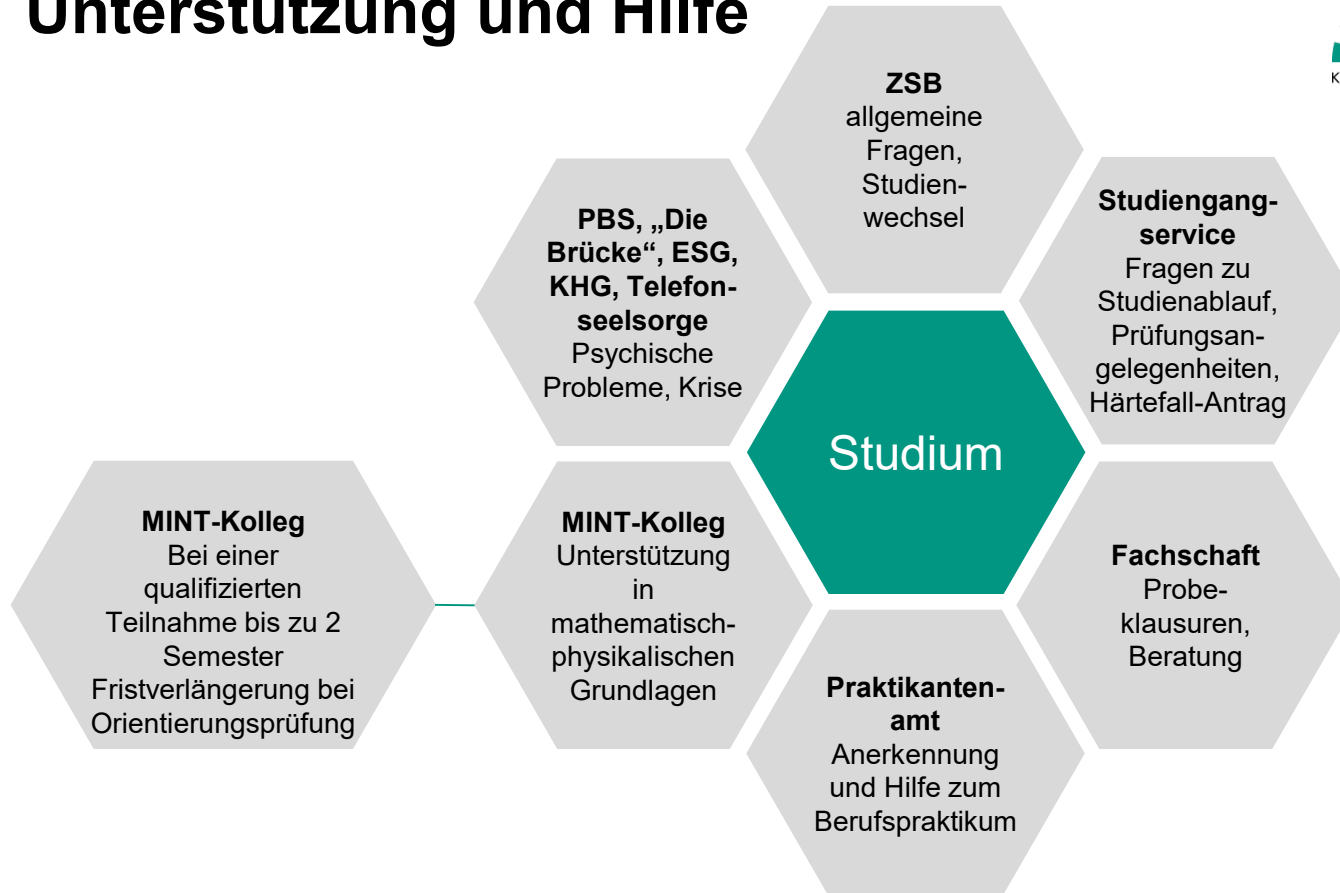 Unterstützung und Hilfe
K
ZSB
allgemeine
Fragen,
Studien-
wechsel
Studiengang-
service
Fragen zu
Studienablauf,
Prüfungsan-
gelegenheiten,
Härtefall-Antrag
PBS, „Die
Brücke“, ESG,
KHG, Telefon-
seelsorge
Psychische
Probleme, Krise
Studium
MINT-Kolleg
Bei einer
qualifizierten
Teilnahme bis zu 2
Semester
Fristverlängerung bei
Orientierungsprüfung
MINT-Kolleg
Unterstützung
in
mathematisch-
physikalischen
Grundlagen
Fachschaft
Probe-
klausuren,
Beratung
Praktikanten-
amt
Anerkennung
und Hilfe zum
Berufspraktikum